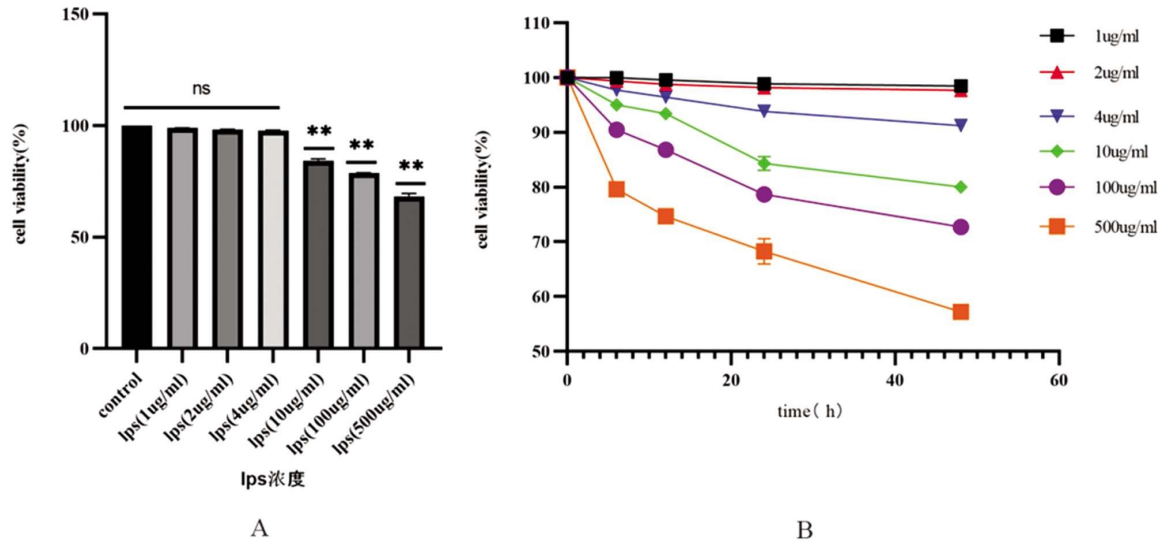 150
100
50
0
cell viability(%)
ns
**
**
**
control
lps(1ug/ml)
lps(2ug/ml)
lps(4ug/ml)
lps(10ug/ml)
lps(100ug/ml)
lps(500ug/ml)
lps浓度
A
110
100
90
80
70
60
50
cell viability(%)
0
20
40
60
time( h)
1ug/ml
2ug/ml
4ug/ml
10ug/ml
100ug/ml
500ug/ml
B